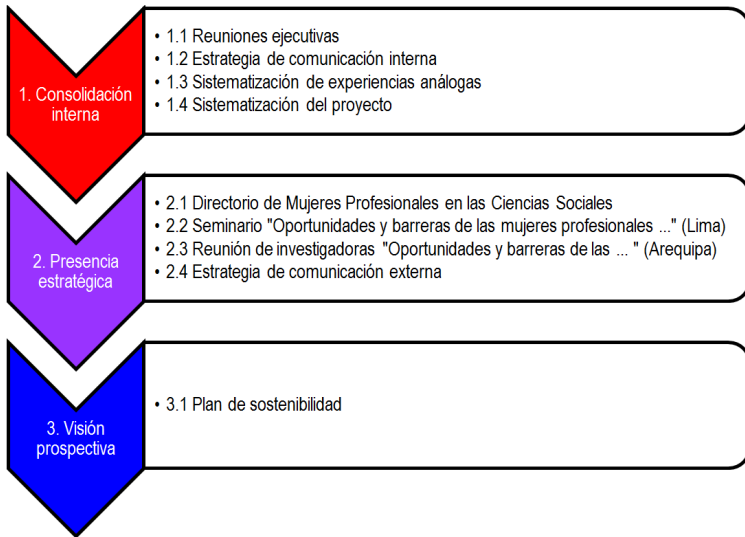 1. Consolidación
interna
• 1.1 Reuniones ejecutivas
• 1.2 Estrategia de comunicación interna
• 1.3 Sistematización de experiencias análogas
• 1.4 Sistematización del proyecto
2. Presencia
estratégica
• 2.1 Directorio de Mujeres Profesionales en las Ciencias Sociales
• 2.2 Seminario "Oportunidades y barreras de las mujeres profesionales ..." (Lima)
• 2.3 Reunión de investigadoras "Oportunidades y barreras de las ... " (Arequipa)
• 2.4 Estrategia de comunicación externa
3. Visión
prospectiva
• 3.1 Plan de sostenibilidad